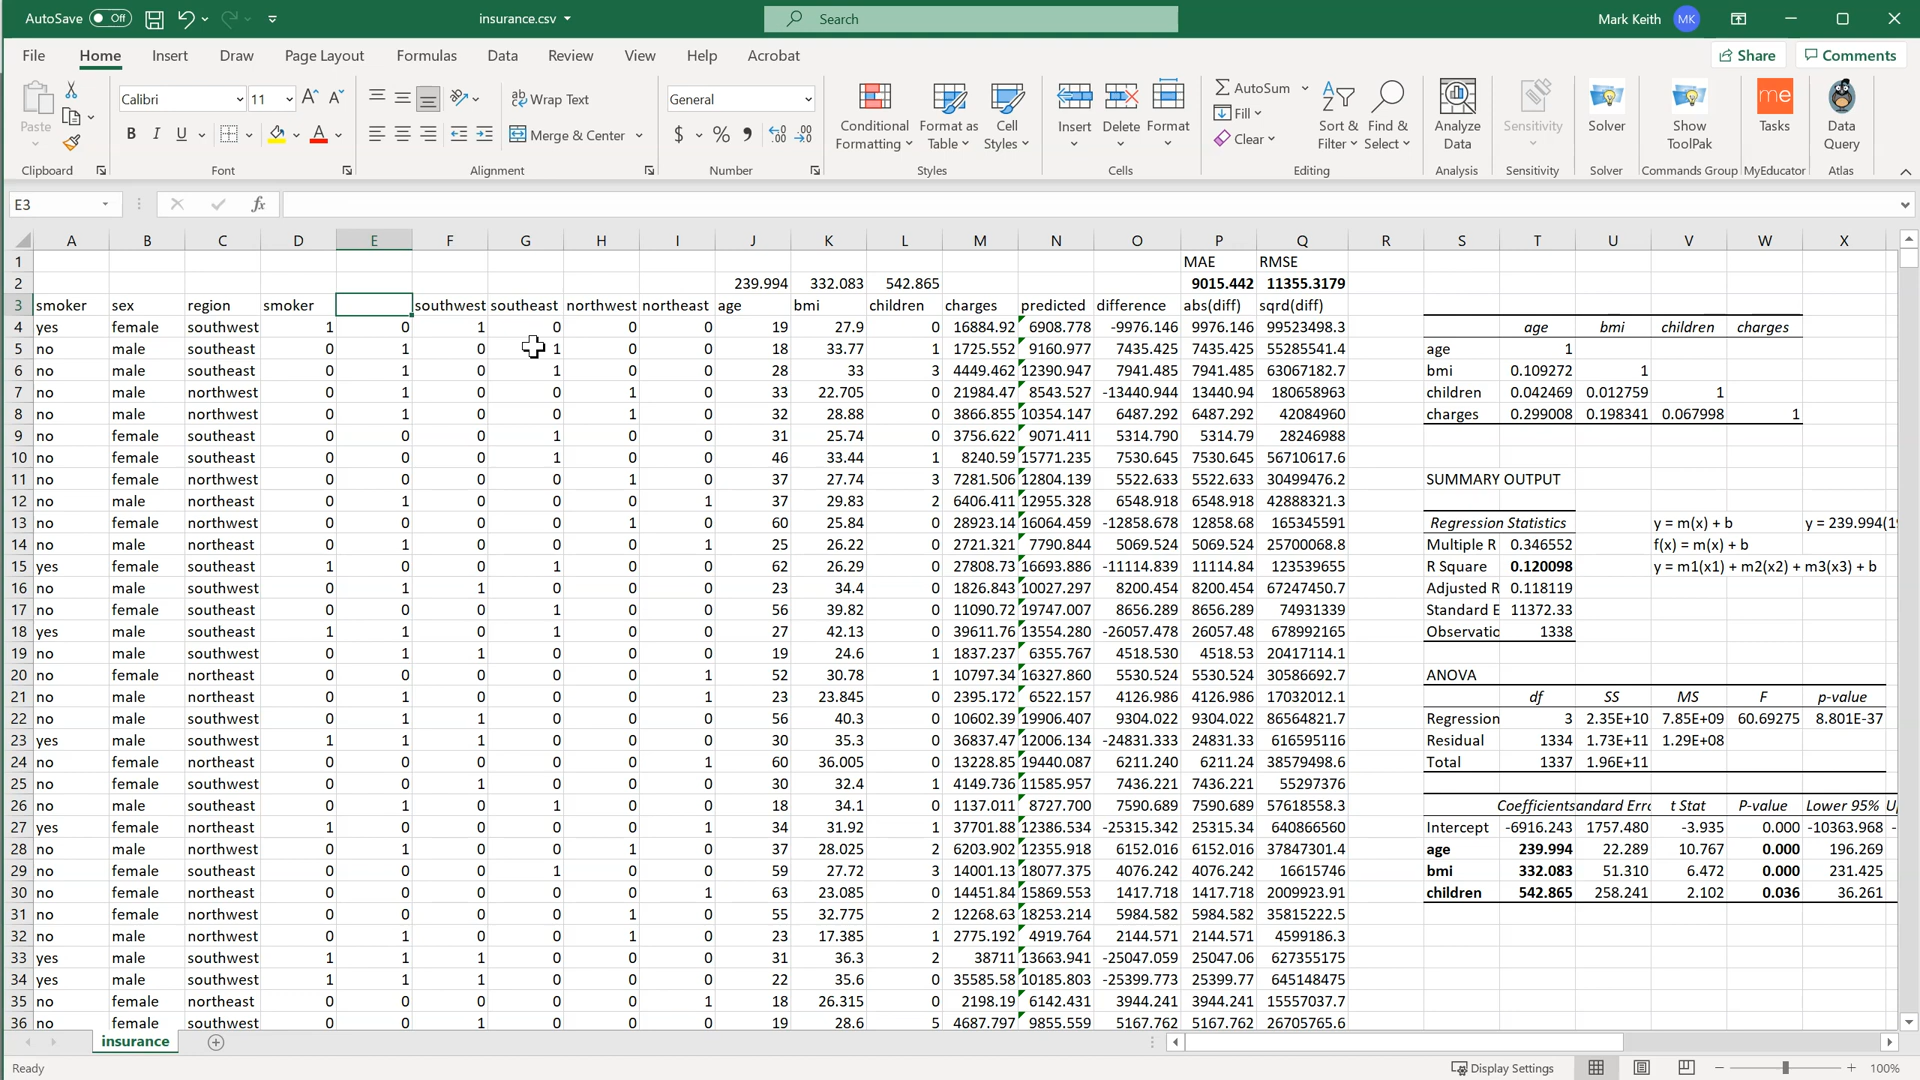 AutoSave Off insurance.csv Search Mark Keith MK
File Home Insert Draw Page Layout Formulas Data Review View Help Acrobat Share Comments
Paste Calibri 11 Wrap Text General Conditional Formatting Format as Table Cell Styles Insert Delete Format AutoSum Sort & Filter Find & Select Analyze Data Sensitivity Solver Show ToolPak me Tasks Data Query
B I U A Merge & Center $ % Fill Clear
Clipboard Font Alignment Number Styles Cells Editing Analysis Sensitivity Solver Commands Group MyEducator Atlas
E3 fx
A B C D E F G H I J K L M N O P Q R S T U V W X
1 MAE RMSE
2 239.994 332.083 542.865 9015.442 11355.3179
3 smoker sex region smoker southwest southeast northwest northeast age bmi children charges predicted difference abs(diff) sqrd(diff)
4 yes female southwest 1 0 1 0 0 0 19 27.9 0 16884.92 6908.778 -9976.146 9976.146 99523498.3 age bmi children charges
5 no male southeast 0 1 0 1 0 0 18 33.77 1 1725.552 9160.977 7435.425 7435.425 55285541.4 age 1
6 no male southeast 0 1 0 1 0 0 28 33 3 4449.462 12390.947 7941.485 7941.485 63067182.7 bmi 0.109272 1
7 no male northwest 0 1 0 0 1 0 33 22.705 0 21984.47 8543.527 -13440.944 13440.94 180658963 children 0.042469 0.012759 1
8 no male northwest 0 1 0 0 1 0 32 28.88 0 3866.855 10354.147 6487.292 6487.292 42084960 charges 0.299008 0.198341 0.067998 1
9 no female southeast 0 0 0 1 0 0 31 25.74 0 3756.622 9071.411 5314.790 5314.79 28246988
10 no female southeast 0 0 0 1 0 0 46 33.44 1 8240.59 15771.235 7530.645 7530.645 56710617.6
11 no female northwest 0 0 0 0 1 0 37 27.74 3 7281.506 12804.139 5522.633 5522.633 30499476.2 SUMMARY OUTPUT
12 no male northeast 0 1 0 0 0 1 37 29.83 2 6406.411 12955.328 6548.918 6548.918 42888321.3
13 no female northwest 0 0 0 0 1 0 60 25.84 0 28923.14 16064.459 -12858.678 12858.68 165345591 Regression Statistics y = m(x) + b y = 239.994(1
14 no male northeast 0 1 0 0 0 1 25 26.22 0 2721.321 7790.844 5069.524 5069.524 25700068.8 Multiple R 0.346552 f(x) = m(x) + b
15 yes female southeast 1 0 0 1 0 0 62 26.29 0 27808.73 16693.886 -11114.839 11114.84 123539655 R Square 0.120098 y = m1(x1) + m2(x2) + m3(x3) + b
16 no male southwest 0 1 1 0 0 0 23 34.4 0 1826.843 10027.297 8200.454 8200.454 67247450.7 Adjusted R 0.118119
17 no female southeast 0 0 0 1 0 0 56 39.82 0 11090.72 19747.007 8656.289 8656.289 74931339 Standard E 11372.33
18 yes male southeast 1 1 0 1 0 0 27 42.13 0 39611.76 13554.280 -26057.478 26057.48 678992165 Observatio 1338
19 no male southwest 0 1 1 0 0 0 19 24.6 1 1837.237 6355.767 4518.530 4518.53 20417114.1
20 no female northeast 0 0 0 0 0 1 52 30.78 1 10797.34 16327.860 5530.524 5530.524 30586692.7 ANOVA
21 no male northeast 0 1 0 0 0 1 23 23.845 0 2395.172 6522.157 4126.986 4126.986 17032012.1 df SS MS F p-value
22 no male southwest 0 1 1 0 0 0 56 40.3 0 10602.39 19906.407 9304.022 9304.022 86564821.7 Regression 3 2.35E+10 7.85E+09 60.69275 8.801E-37
23 yes male southwest 1 1 1 0 0 0 30 35.3 0 36837.47 12006.134 -24831.333 24831.33 616595116 Residual 1334 1.73E+11 1.29E+08
24 no female northeast 0 0 0 0 0 1 60 36.005 0 13228.85 19440.087 6211.240 6211.24 38579498.6 Total 1337 1.96E+11
25 no female southwest 0 0 1 0 0 0 30 32.4 1 4149.736 11585.957 7436.221 7436.221 55297376
26 no male southeast 0 1 0 1 0 0 18 34.1 0 1137.011 8727.700 7590.689 7590.689 57618558.3 Coefficients andard Erro t Stat P-value Lower 95% U
27 yes female northeast 1 0 0 0 0 1 34 31.92 1 37701.88 12386.534 -25315.342 25315.34 640866560 Intercept -6916.243 1757.480 -3.935 0.000 -10363.968 -
28 no male northeast 0 1 0 0 0 1 37 28.025 2 6203.902 12355.918 6152.016 6152.016 37847301.4 age 239.994 22.289 10.767 0.000 196.269
29 no female southeast 0 0 0 1 0 0 59 27.72 3 14001.13 18077.375 4076.242 4076.242 16615746 bmi 332.083 51.310 6.472 0.000 231.425
30 no female northeast 0 0 0 0 0 1 63 23.085 0 14451.84 15869.553 1417.718 1417.718 2009923.91 children 542.865 258.241 2.102 0.036 36.261
31 no female northwest 0 0 0 0 1 0 55 32.775 2 12268.63 18253.214 5984.582 5984.582 35815222.5
32 no male northwest 0 1 0 0 1 0 23 17.385 1 2775.192 4919.764 2144.571 2144.571 4599186.3
33 yes male southwest 1 1 1 0 0 0 31 36.3 2 38711 13663.941 -25047.059 25047.06 627355175
34 yes male southwest 1 1 1 0 0 0 22 35.6 0 35585.58 10185.803 -25399.773 25399.77 645148475
35 no female northeast 0 0 0 0 0 1 18 26.315 0 2198.19 6142.431 3944.241 3944.241 15557037.7
36 no female southwest 0 0 1 0 0 0 19 28.6 5 4687.797 9855.559 5167.762 5167.762 26705765.6
insurance
Ready Display Settings 100%